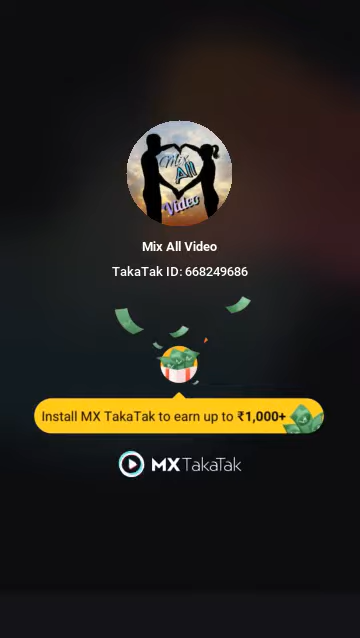 Mix
All
Video
Mix All Video
TakaTak ID: 668249686
Install MX TakaTak to earn up to ₹1,000+
MX TakaTak